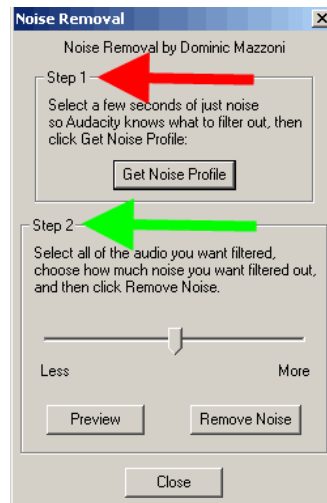 Noise Removal
Noise Removal by Dominic Mazzoni
Step 1
Select a few seconds of just noise
so Audacity knows what to filter out, then
click Get Noise Profile:
Get Noise Profile
Step 2
Select all of the audio you want filtered,
choose how much noise you want filtered out,
and then click Remove Noise.
Less More
Preview Remove Noise
Close